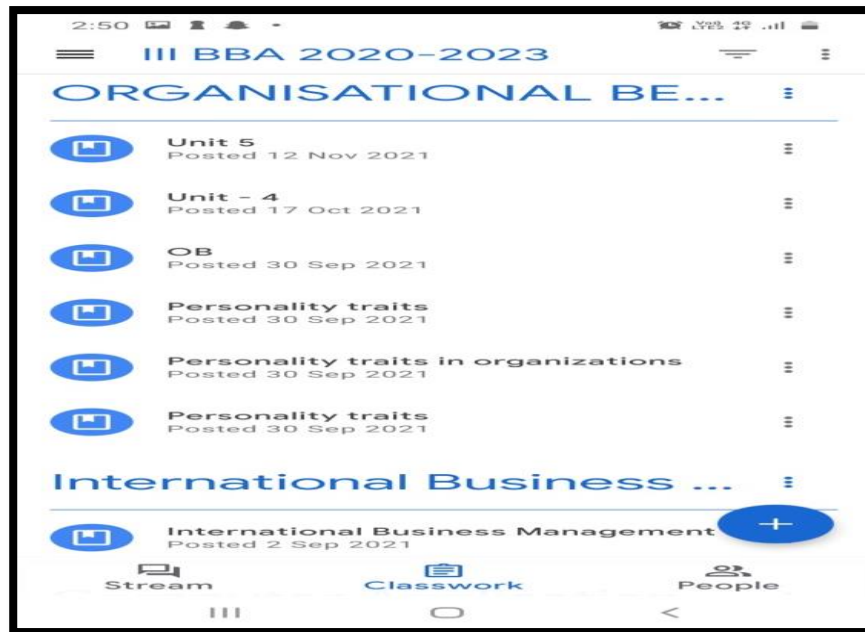 2:50
Vo0 4G
LTE2
III BBA 2020-2023
ORGANISATIONAL BE...
Unit 5
Posted 12 Nov 2021
Unit - 4
Posted 17 Oct 2021
OB
Posted 30 Sep 2021
Personality traits
Posted 30 Sep 2021
Personality traits in organizations
Posted 30 Sep 2021
Personality traits
Posted 30 Sep 2021
International Business ...
International Business Management
Posted 2 Sep 2021
Stream Classwork People